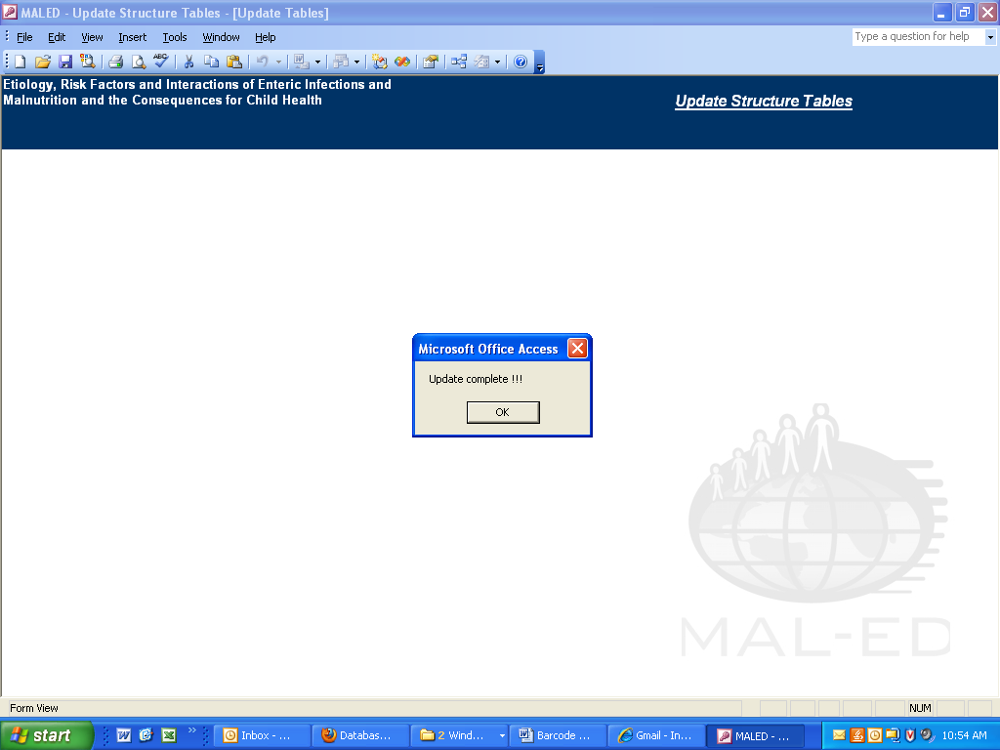 MALED - Update Structure Tables - [Update Tables]
File Edit View Insert Tools Window Help
Type a question for help
Etiology, Risk Factors and Interactions of Enteric Infections and
Malnutrition and the Consequences for Child Health
Update Structure Tables
Microsoft Office Access
Update complete !!!
OK
MAL-ED
Form View
NUM
start
Inbox - ...
Databas...
2 Wind...
Barcode ...
Gmail - In...
MALED - ...
10:54 AM